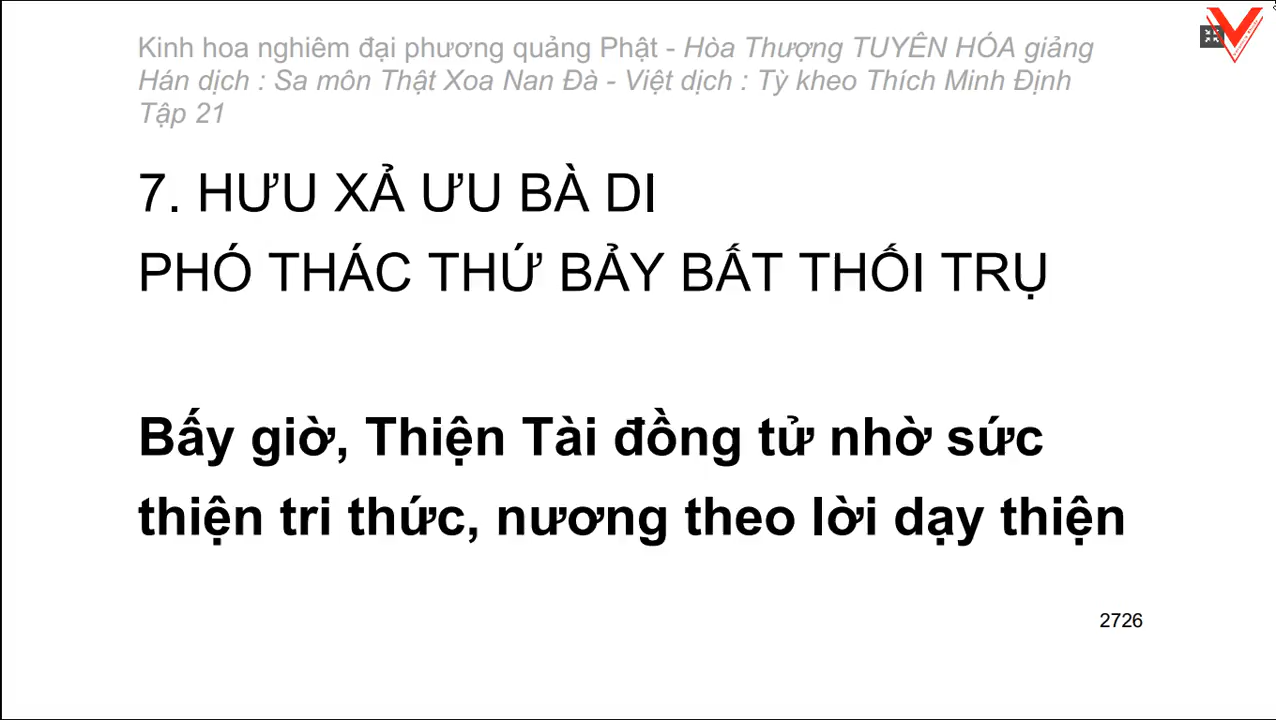 Kinh hoa nghiêm đại phương quảng Phật - Hòa Thượng TUYÊN HÓA giảng
Hán dịch : Sa môn Thật Xoa Nan Đà - Việt dịch : Tỳ kheo Thích Minh Định
Tập 21
7. HƯU XẢ ƯU BÀ DI
PHÓ THÁC THỨ BẢY BẤT THỐI TRỤ
Bấy giờ, Thiện Tài đồng tử nhờ sức
thiện tri thức, nương theo lời dạy thiện
2726